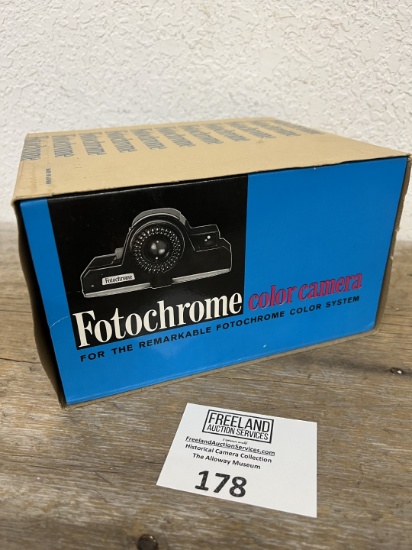 Fotochrome
Fotochrome color camera
FOR THE REMARKABLE FOTOCHROME COLOR SYSTEM
FREELAND
AUCTION SERVICES
FreelandAuctionServices.com
Historical Camera Collection
The Alloway Museum
178